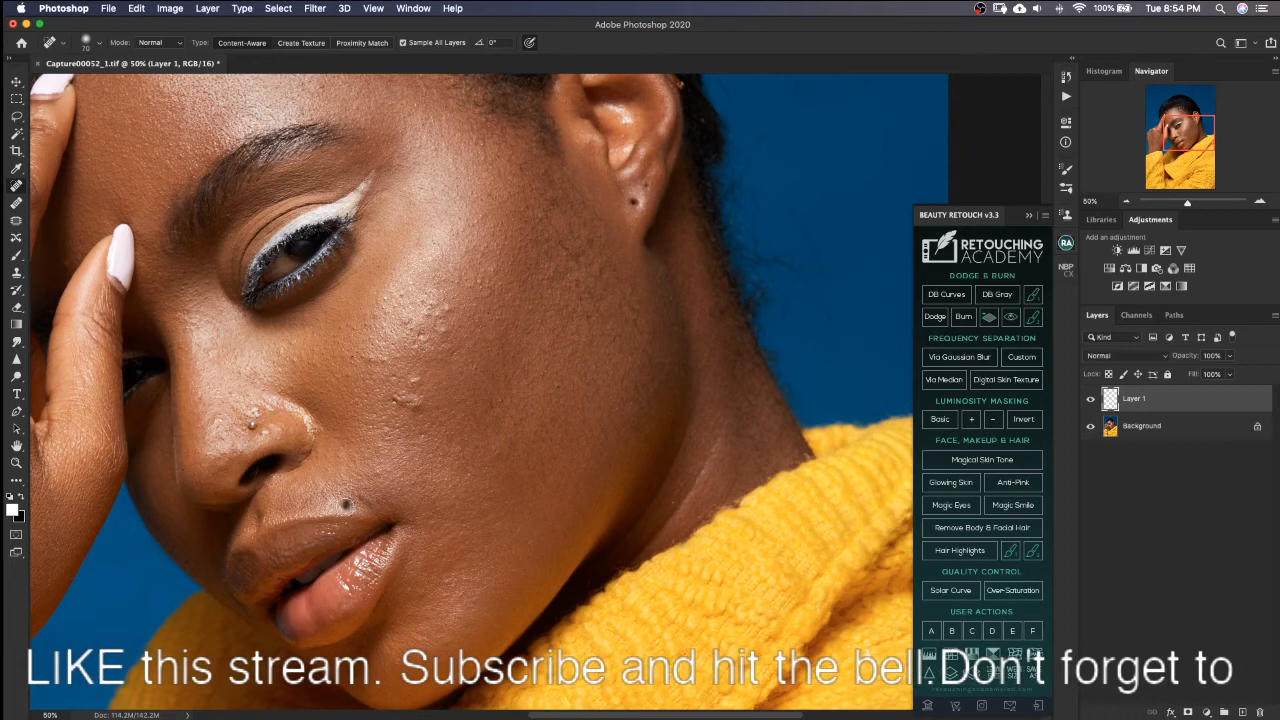 Photoshop File Edit Image Layer Type Select Filter 3D View Window Help 100% Tue 8:54 PM
Adobe Photoshop 2020
70 Mode: Normal Type: Content-Aware Create Texture Proximity Match Sample All Layers 0°
Capture00052_1.tif @ 50% (Layer 1, RGB/16) *
Histogram Navigator
50%
Libraries Adjustments
Add an adjustment
Layers Channels Paths
Kind
Normal Opacity: 100%
Lock: Fill: 100%
Layer 1
Background
BEAUTY RETOUCH v3.3
RETOUCHING
ACADEMY
DODGE & BURN
DB Curves DB Gray
Dodge Burn
FREQUENCY SEPARATION
Via Gaussian Blur Custom
Via Median Digital Skin Texture
LUMINOSITY MASKING
Basic + − Invert
FACE, MAKEUP & HAIR
Magical Skin Tone
Glowing Skin Anti-Pink
Magic Eyes Magic Smile
Remove Body & Facial Hair
Hair Highlights
QUALITY CONTROL
Solar Curve Over-Saturation
USER ACTIONS
A B C D E F
retouchingacademylab.com
RA
NBP
CX
LIKE this stream. Subscribe and hit the bell.Don't forget to
50% Doc: 114.2M/142.2M